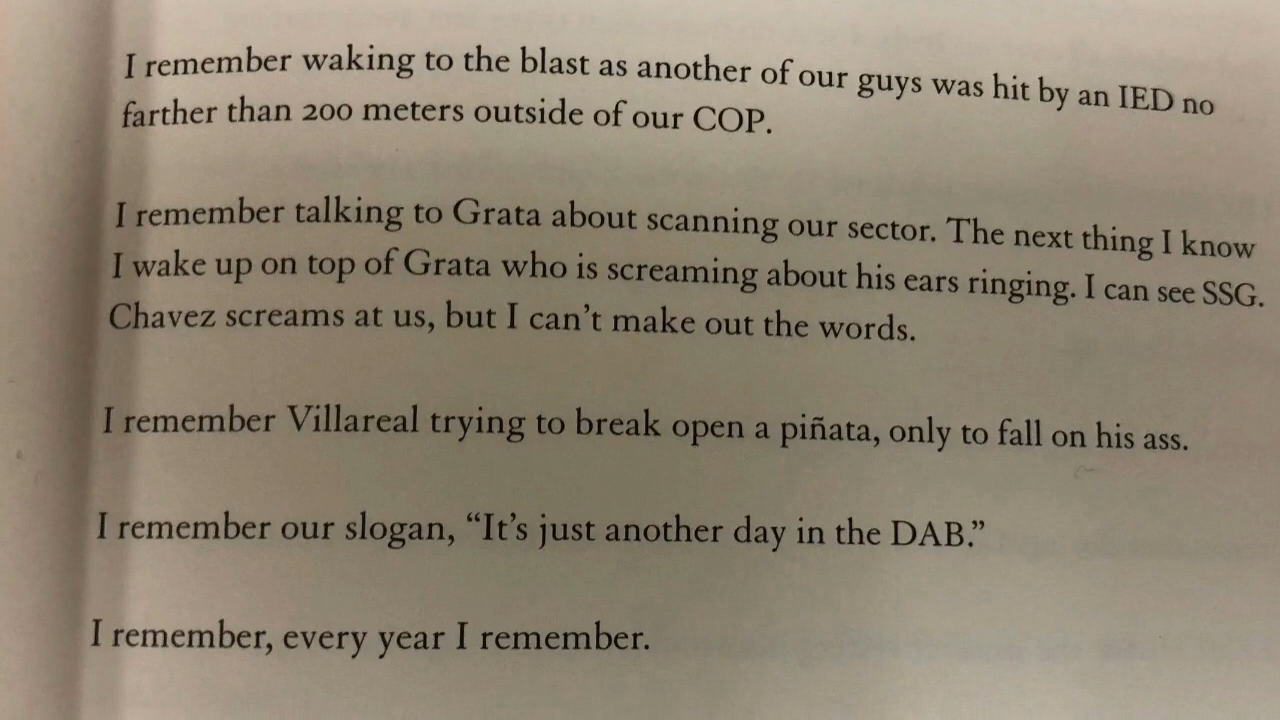 I remember waking to the blast as another of our guys was hit by an IED no
farther than 200 meters outside of our COP.
I remember talking to Grata about scanning our sector. The next thing I know
I wake up on top of Grata who is screaming about his ears ringing. I can see SSG.
Chavez screams at us, but I can’t make out the words.
I remember Villareal trying to break open a piñata, only to fall on his ass.
I remember our slogan, “It’s just another day in the DAB.”
I remember, every year I remember.